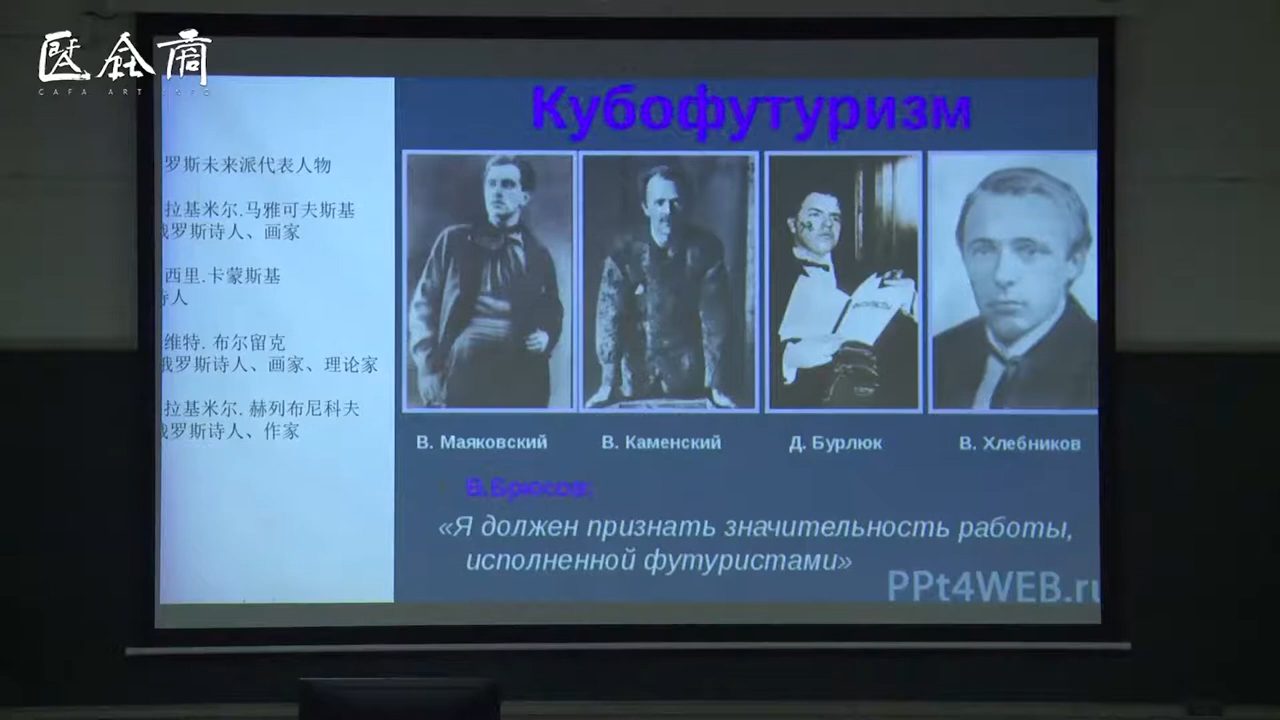 CAFA ART INFO
Кубофутуризм
罗斯未来派代表人物
拉基米尔.马雅可夫斯基
俄罗斯诗人、画家
西里.卡蒙斯基
诗人
维特. 布尔留克
俄罗斯诗人、画家、理论家
拉基米尔. 赫列布尼科夫
俄罗斯诗人、作家
В. Маяковский
В. Каменский
Д. Бурлюк
В. Хлебников
В.Брюсов:
«Я должен признать значительность работы,
исполненной футуристами»
PPt4WEB.ru